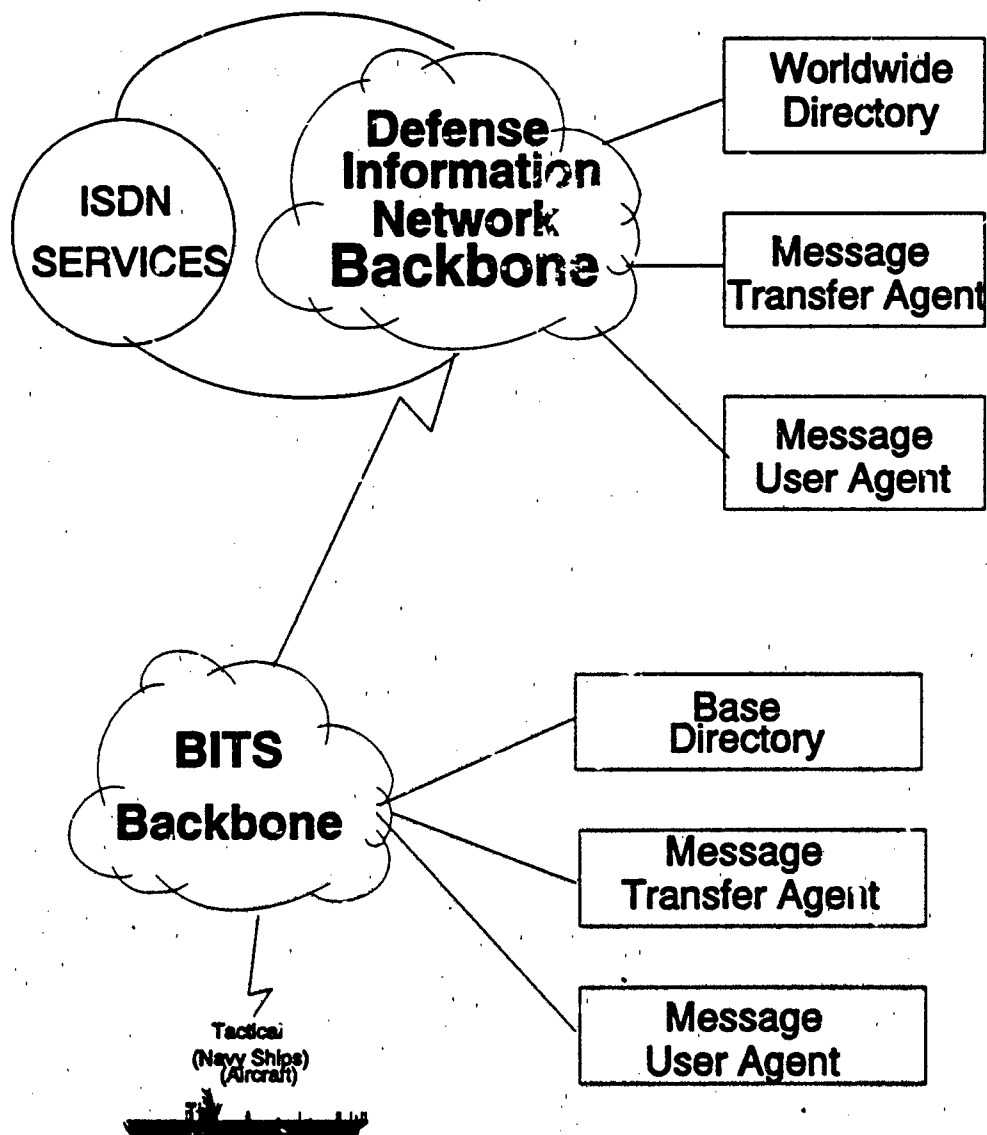 ISDN
SERVICES
Defense
Information
Network
Backbone
Worldwide
Directory
Message
Transfer Agent
Message
User Agent
BITS
Backbone
Base
Directory
Message
Transfer Agent
Message
User Agent
Tactical
(Navy Ships)
(Aircraft)